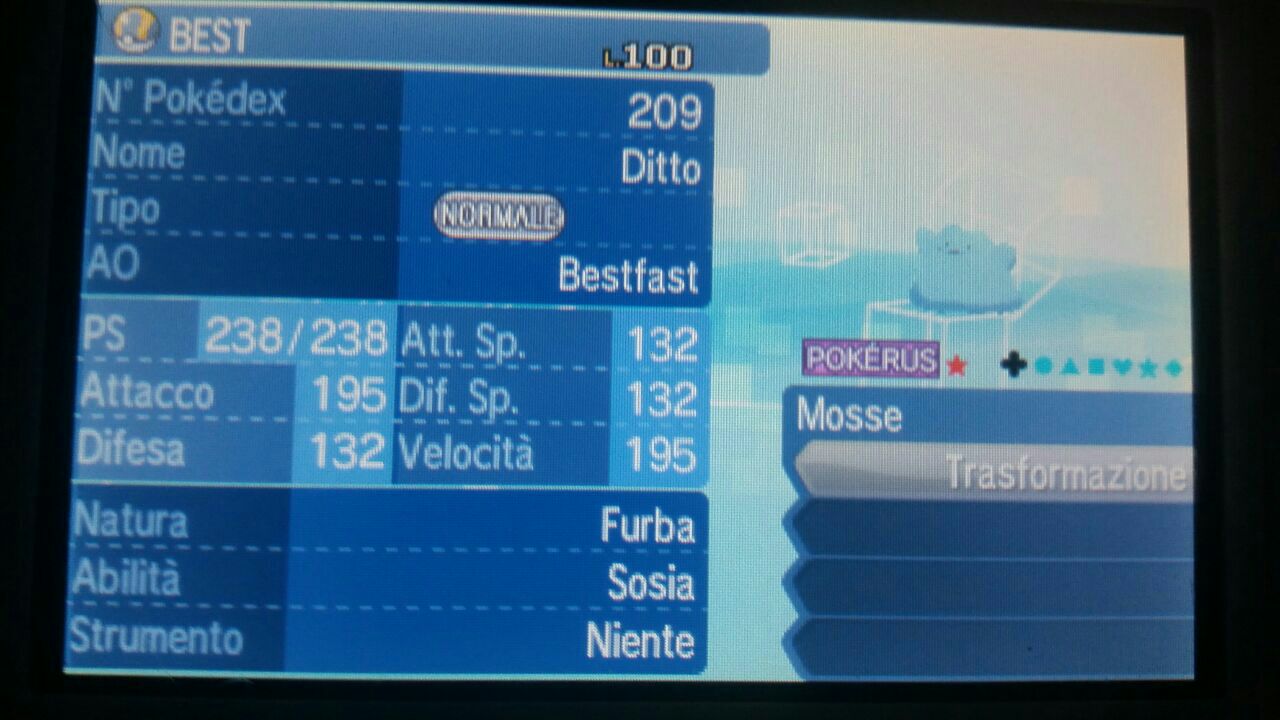 BEST L.100
N° Pokédex 209
Nome Ditto
Tipo NORMALE
AO Bestfast
PS 238/238 Att. Sp. 132
Attacco 195 Dif. Sp. 132
Difesa 132 Velocità 195
Natura Furba
Abilità Sosia
Strumento Niente
POKÉRUS
Mosse
Trasformazione